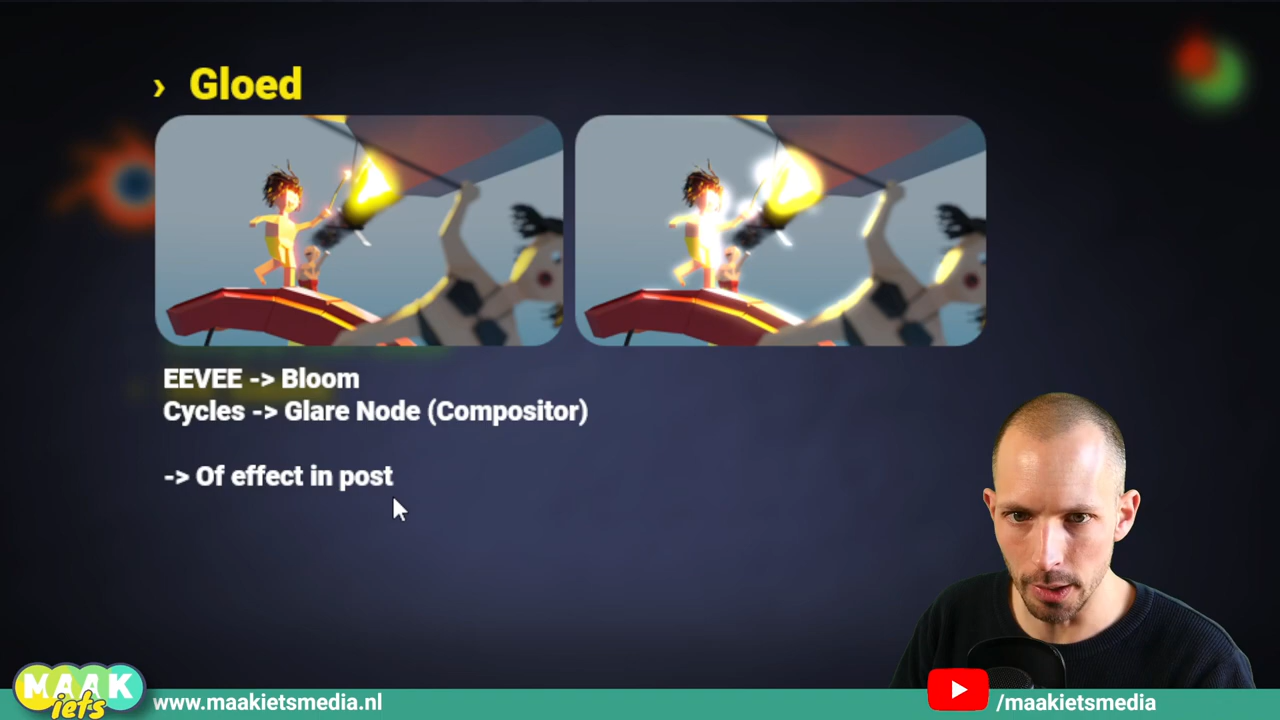 › Gloed
EEVEE -> Bloom
Cycles -> Glare Node (Compositor)
-> Of effect in post
MAAK
iets
www.maakietsmedia.nl
/maakietsmedia